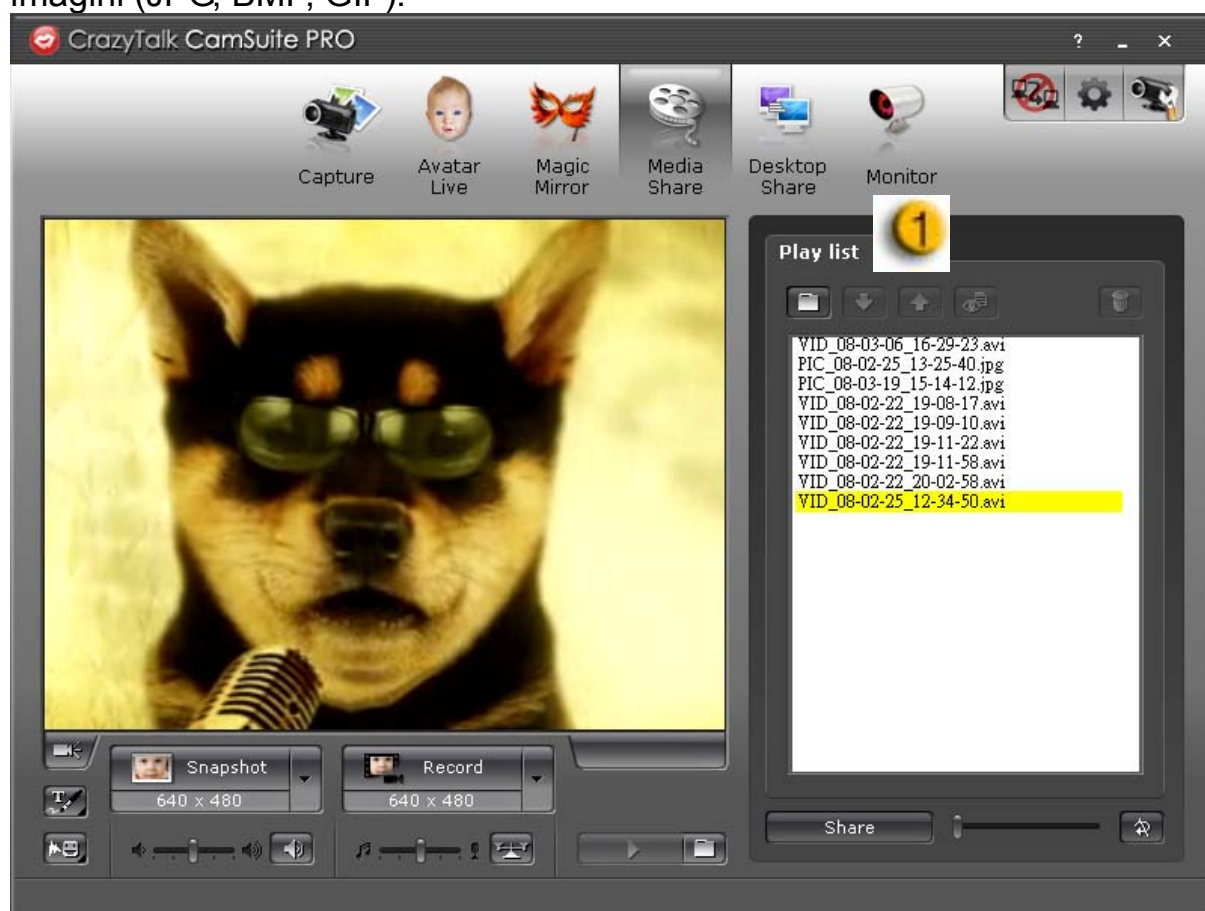 imagini (JPG, BMP, GIF).
CrazyTalk CamSuite PRO
? - ×
Capture
Avatar
Live
Magic
Mirror
Media
Share
Desktop
Share
Monitor
1
Play list
VID_08-03-06_16-29-23.avi
PIC_08-02-25_13-25-40.jpg
PIC_08-03-19_15-14-12.jpg
VID_08-02-22_19-08-17.avi
VID_08-02-22_19-09-10.avi
VID_08-02-22_19-11-22.avi
VID_08-02-22_19-11-58.avi
VID_08-02-22_20-02-58.avi
VID_08-02-25_12-34-50.avi
Snapshot
640 x 480
Record
640 x 480
Share